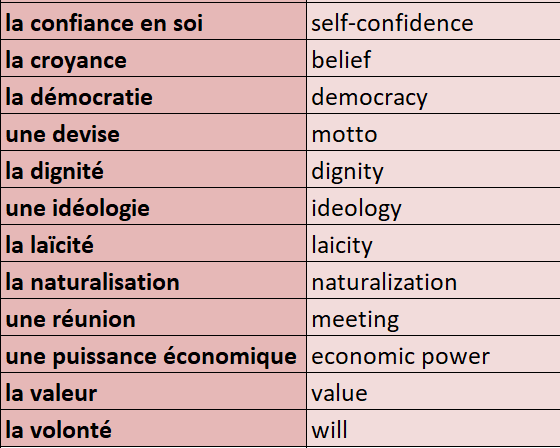 la confiance en soi self-confidence
la croyance belief
la démocratie democracy
une devise motto
la dignité dignity
une idéologie ideology
la laïcité laicity
la naturalisation naturalization
une réunion meeting
une puissance économique economic power
la valeur value
la volonté will